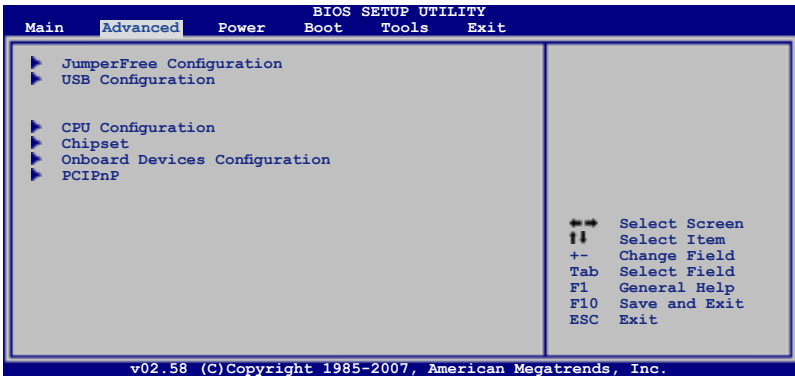 BIOS SETUP UTILITY
Main Advanced Power Boot Tools Exit
JumperFree Configuration
USB Configuration
CPU Configuration
Chipset
Onboard Devices Configuration
PCIPnP
Select Screen
Select Item
+- Change Field
Tab Select Field
F1 General Help
F10 Save and Exit
ESC Exit
v02.58 (C)Copyright 1985-2007, American Megatrends, Inc.